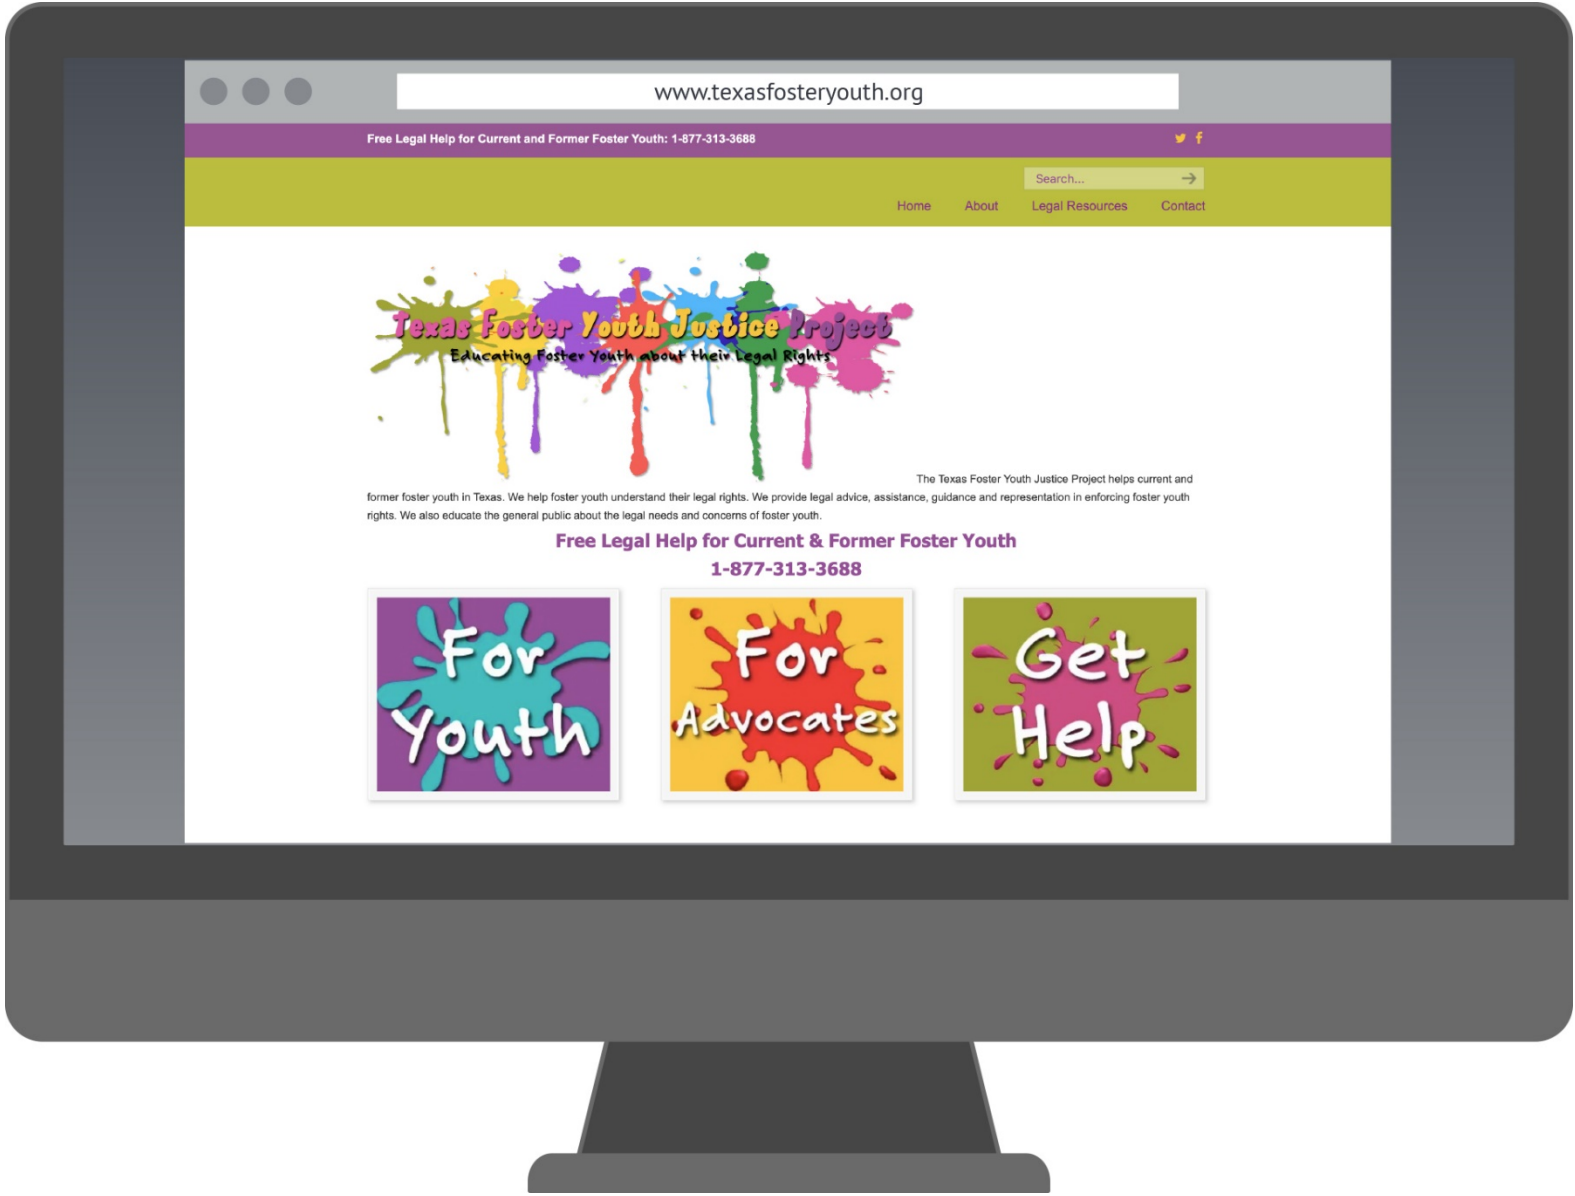 www.texasfosteryouth.org
Free Legal Help for Current and Former Foster Youth: 1-877-313-3688
Search...
Home About Legal Resources Contact
Texas Foster Youth Justice Project
Educating Foster Youth about their Legal Rights
The Texas Foster Youth Justice Project helps current and
former foster youth in Texas. We help foster youth understand their legal rights. We provide legal advice, assistance, guidance and representation in enforcing foster youth
rights. We also educate the general public about the legal needs and concerns of foster youth.
Free Legal Help for Current & Former Foster Youth
1-877-313-3688
For
Youth
For
Advocates
Get
Help